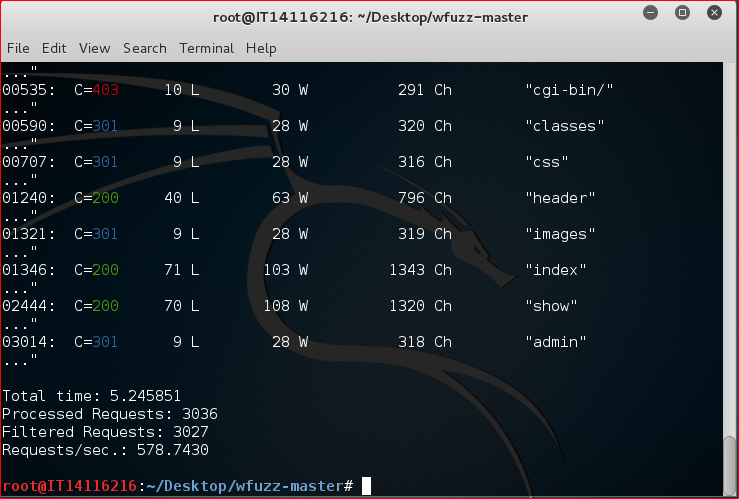 root@IT14116216: ~/Desktop/wfuzz-master
File Edit View Search Terminal Help
..."
00535: C=403 10 L 30 W 291 Ch "cgi-bin/"
..."
00590: C=301 9 L 28 W 320 Ch "classes"
..."
00707: C=301 9 L 28 W 316 Ch "css"
..."
01240: C=200 40 L 63 W 796 Ch "header"
..."
01321: C=301 9 L 28 W 319 Ch "images"
..."
01346: C=200 71 L 103 W 1343 Ch "index"
..."
02444: C=200 70 L 108 W 1320 Ch "show"
..."
03014: C=301 9 L 28 W 318 Ch "admin"
..."
Total time: 5.245851
Processed Requests: 3036
Filtered Requests: 3027
Requests/sec.: 578.7430
root@IT14116216:~/Desktop/wfuzz-master#